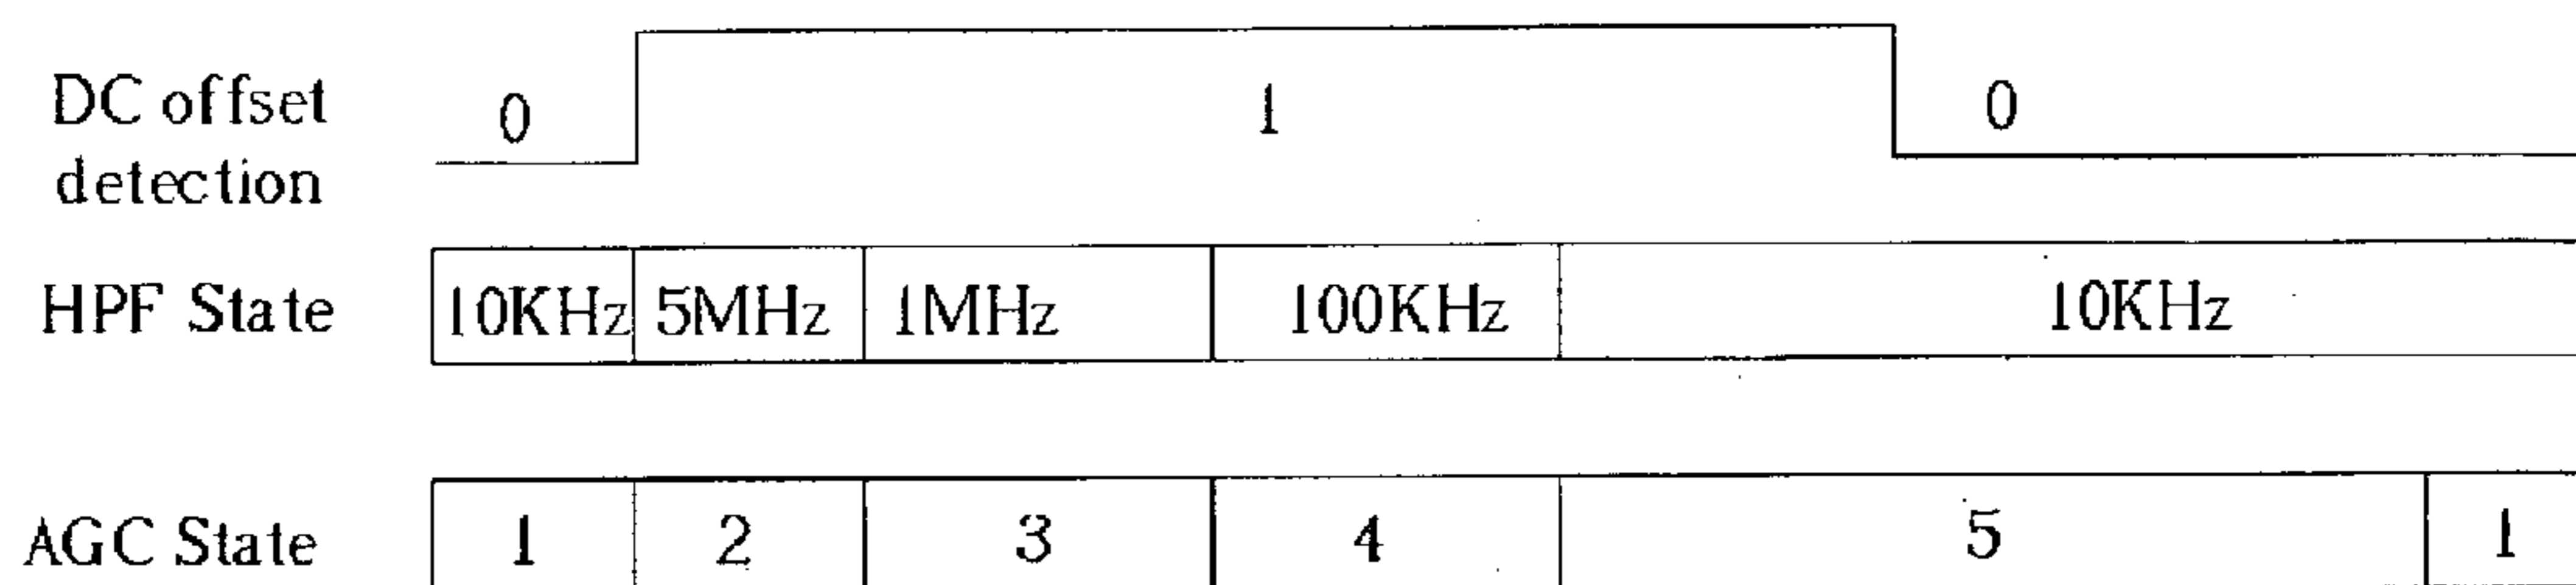 DC offset
detection
0 1 0
HPF State
10KHz 5MHz 1MHz 100KHz 10KHz
AGC State
1 2 3 4 5 1